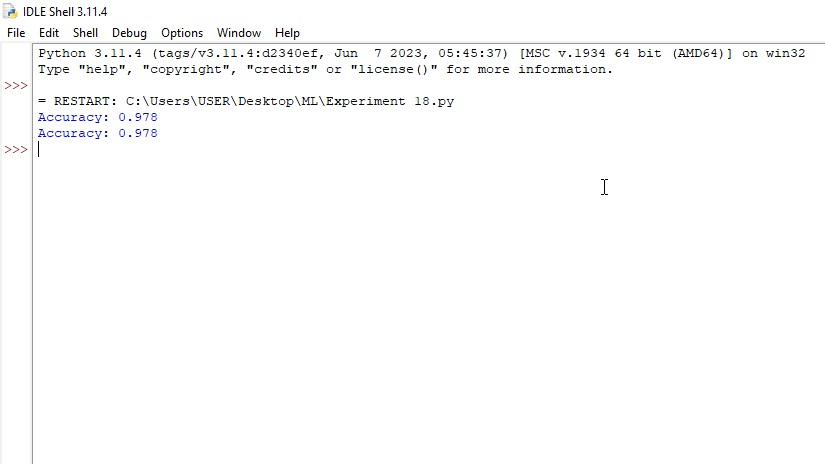 IDLE Shell 3.11.4
File Edit Shell Debug Options Window Help
Python 3.11.4 (tags/v3.11.4:d2340ef, Jun  7 2023, 05:45:37) [MSC v.1934 64 bit (AMD64)] on win32
Type "help", "copyright", "credits" or "license()" for more information.
>>>
= RESTART: C:\Users\USER\Desktop\ML\Experiment 18.py
Accuracy: 0.978
Accuracy: 0.978
>>>